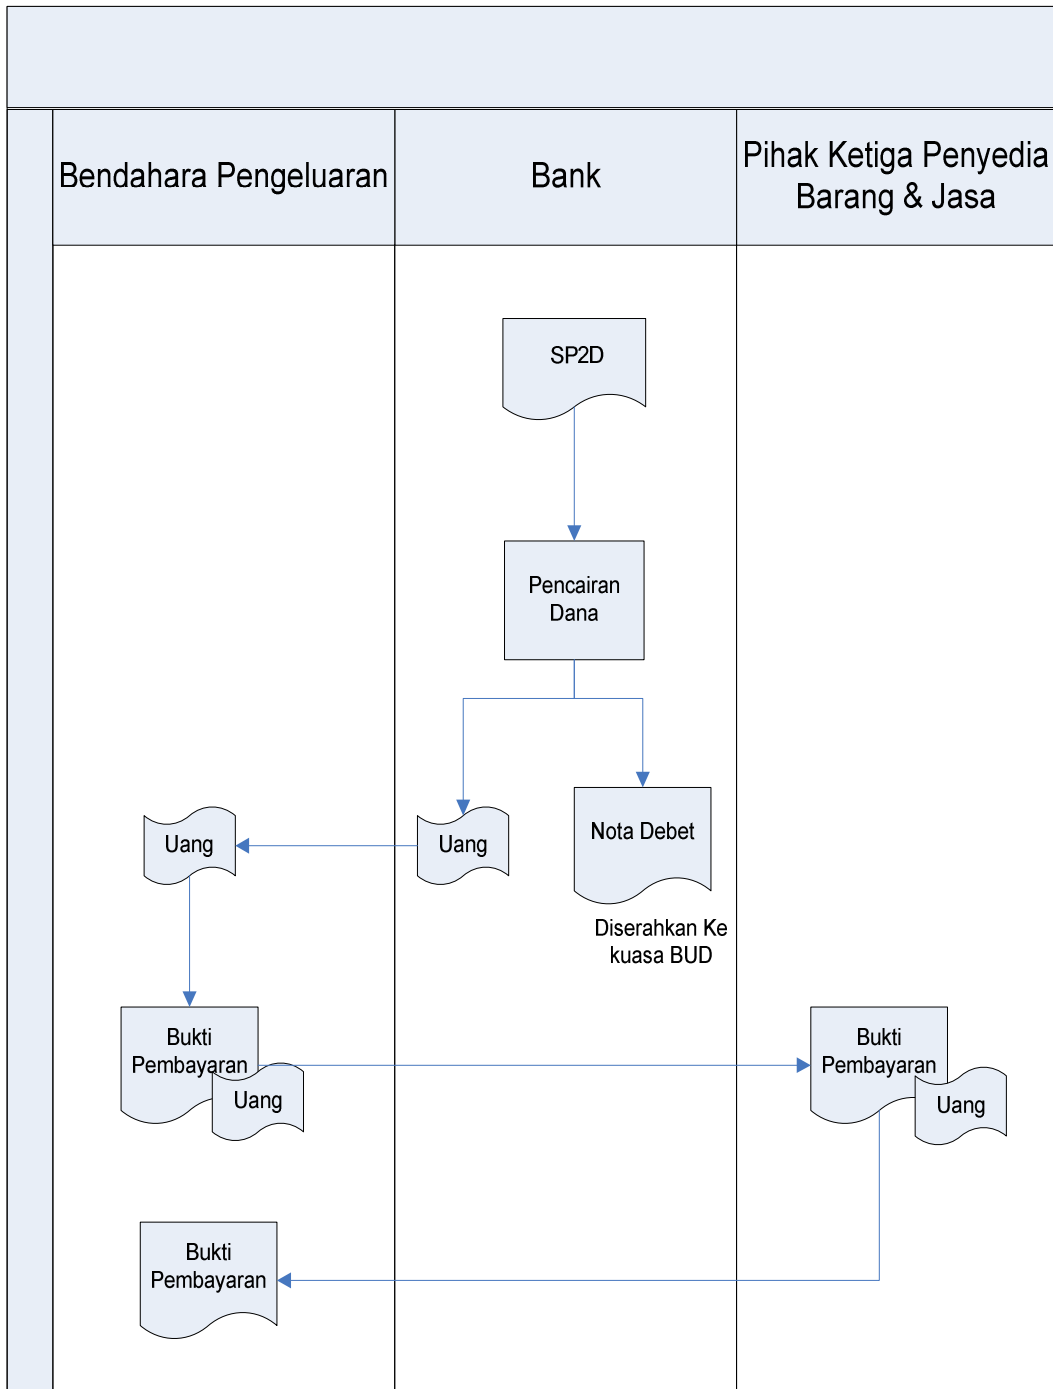 Bendahara Pengeluaran
Bank
Pihak Ketiga Penyedia
Barang & Jasa
SP2D
Pencairan
Dana
Uang
Uang
Nota Debet
Diserahkan Ke
kuasa BUD
Bukti
Pembayaran
Uang
Bukti
Pembayaran
Uang
Bukti
Pembayaran